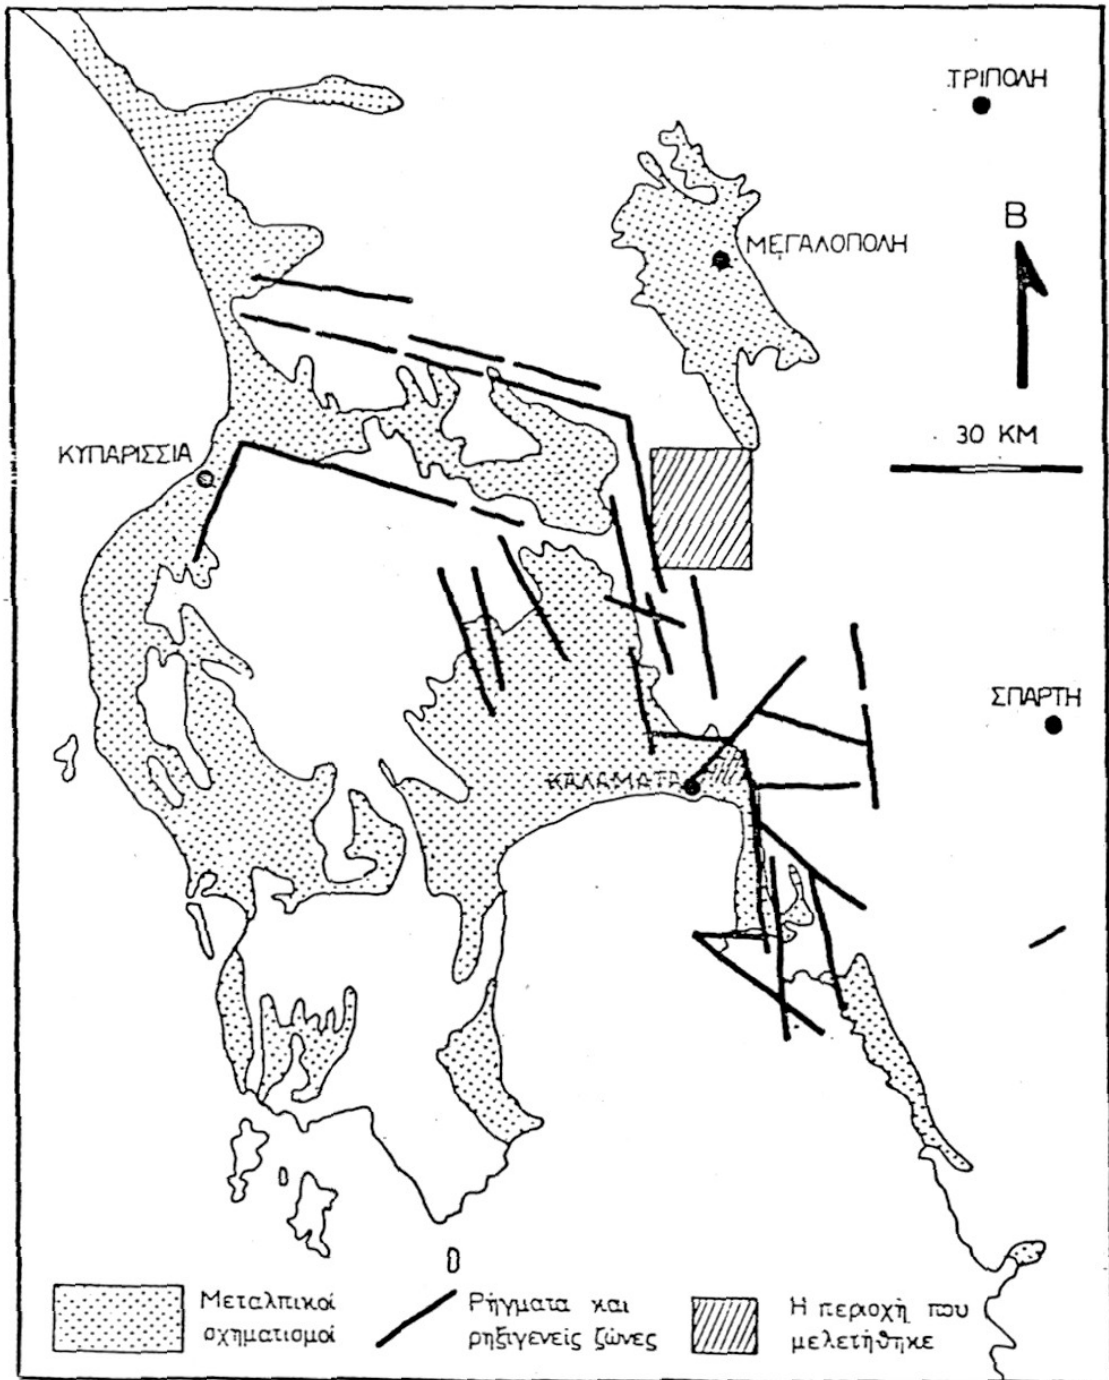 ΤΡΙΠΟΛΗ
Β
ΜΕΓΑΛΟΠΟΛΗ
30 ΚΜ
ΚΥΠΑΡΙΣΣΙΑ
ΣΠΑΡΤΗ
ΚΑΛΑΜΑΤΑ
Μεταλπικοί
σχηματισμοί
Ρήγματα και
ρηξιγενείς ζώνες
Η περιοχή που
μελετήθηκε